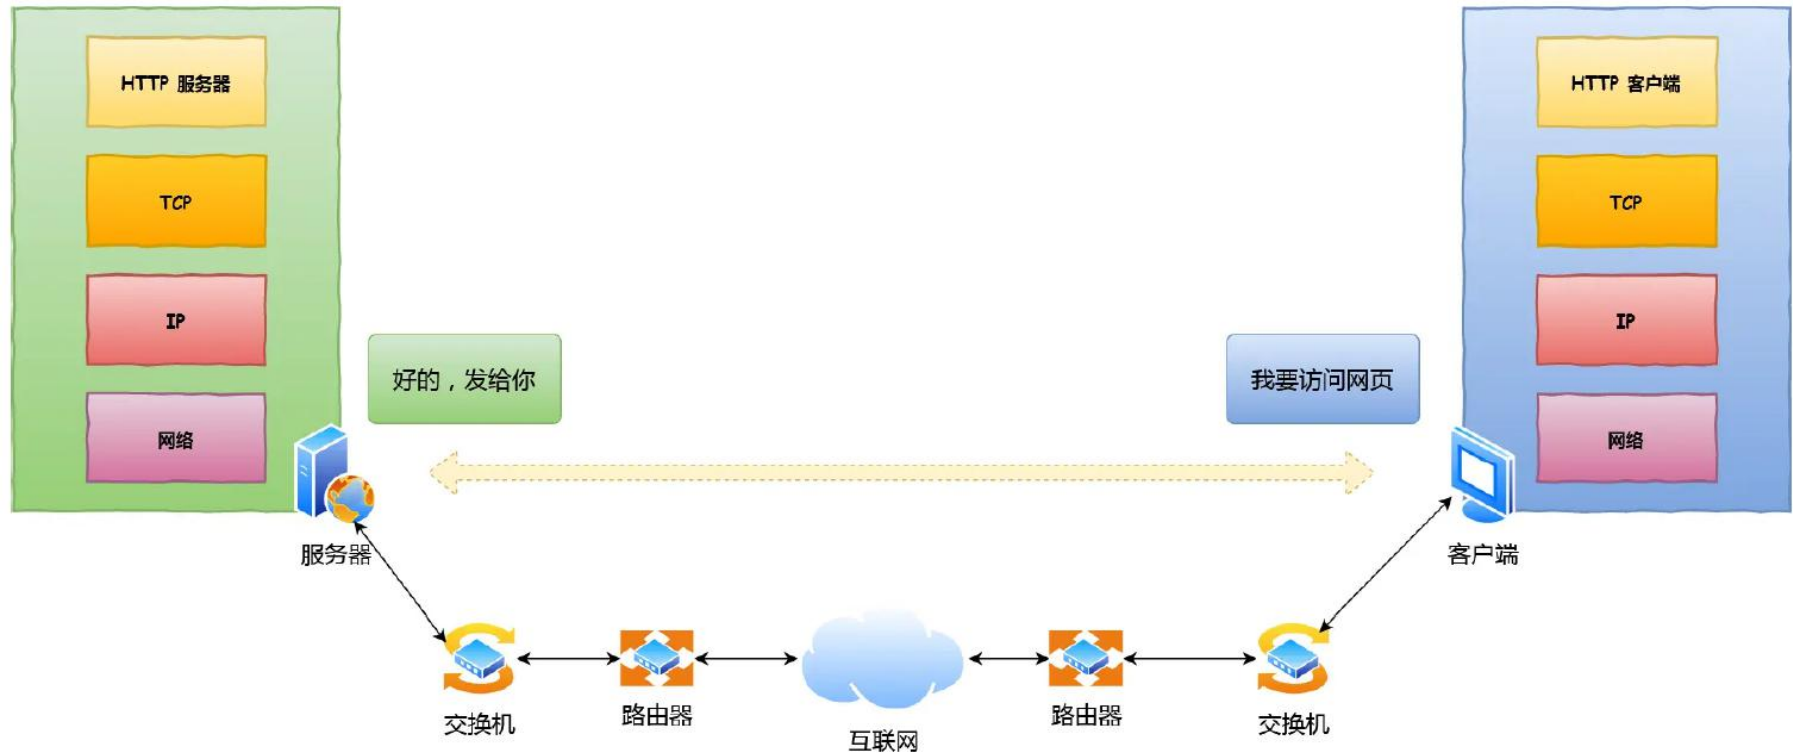 HTTP 服务器
TCP
IP
网络
服务器
好的，发给你
我要访问网页
HTTP 客户端
TCP
IP
网络
客户端
交换机
路由器
互联网
路由器
交换机